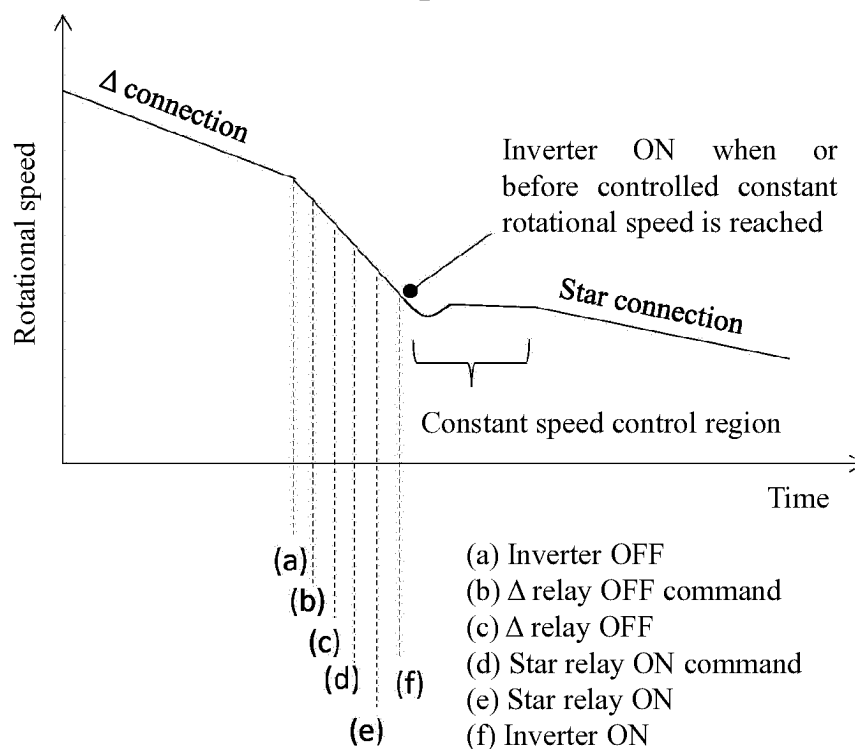 Δ connection
Rotational speed
Inverter ON when or
before controlled constant
rotational speed is reached
Star connection
Constant speed control region
Time
(a)
(b)
(c)
(d)
(e)
(f)
(a) Inverter OFF
(b) Δ relay OFF command
(c) Δ relay OFF
(d) Star relay ON command
(e) Star relay ON
(f) Inverter ON